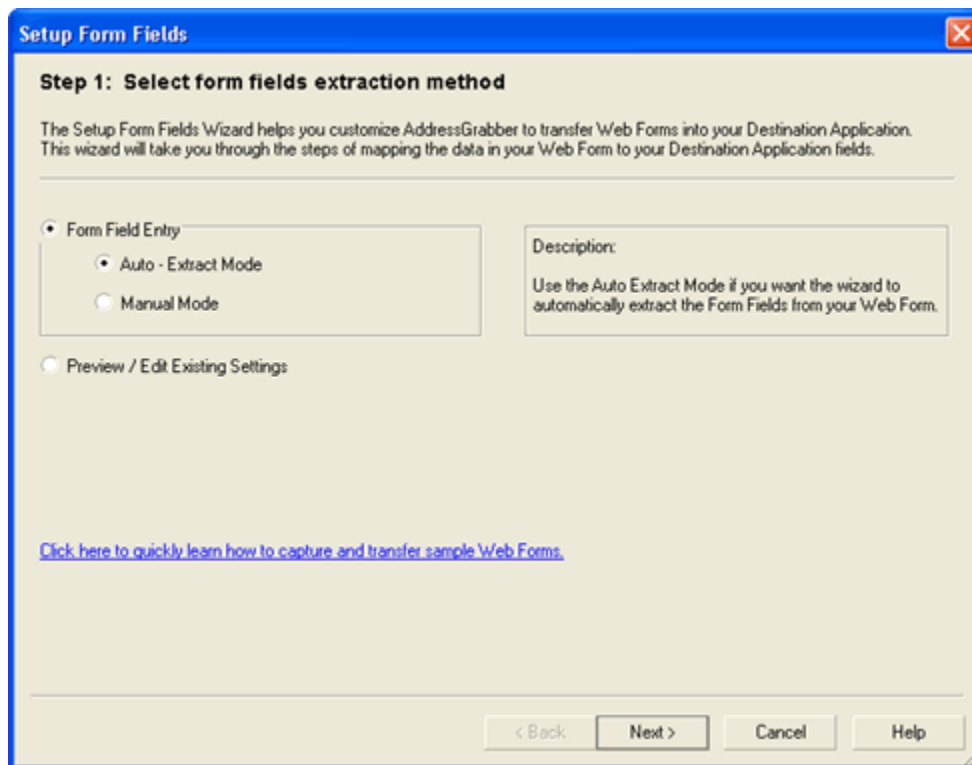 Setup Form Fields
Step 1: Select form fields extraction method
The Setup Form Fields Wizard helps you customize AddressGrabber to transfer Web Forms into your Destination Application.
This wizard will take you through the steps of mapping the data in your Web Form to your Destination Application fields.
Form Field Entry
Auto - Extract Mode
Manual Mode
Description:
Use the Auto Extract Mode if you want the wizard to
automatically extract the Form Fields from your Web Form.
Preview / Edit Existing Settings
Click here to quickly learn how to capture and transfer sample Web Forms.
< Back Next > Cancel Help